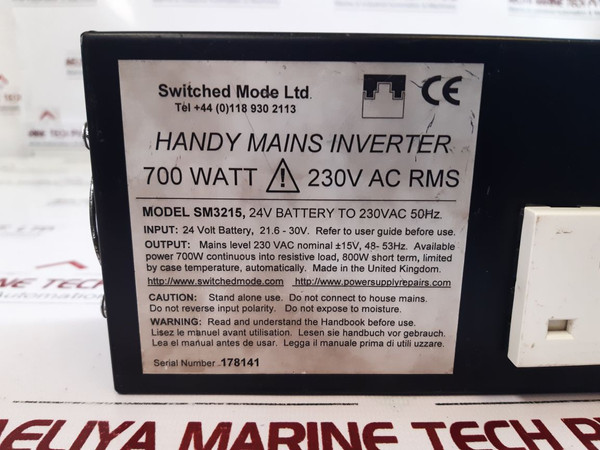 Switched Mode Ltd.
Tel +44 (0)118 930 2113
CE
HANDY MAINS INVERTER
700 WATT ! 230V AC RMS
MODEL SM3215, 24V BATTERY TO 230VAC 50Hz.
INPUT: 24 Volt Battery, 21.6 - 30V. Refer to user guide before use.
OUTPUT: Mains level 230 VAC nominal ±15V, 48- 53Hz. Available
power 700W continuous into resistive load, 800W short term, limited
by case temperature, automatically. Made in the United Kingdom.
http://www.switchedmode.com http://www.powersupplyrepairs.com
CAUTION: Stand alone use. Do not connect to house mains.
Do not reverse input polarity. Do not expose to moisture.
WARNING: Read and understand the Handbook before use.
Lisez le manuel avant utilisation. Lesen sie handbuch vor gebrauch.
Lea el manual antes de usar. Legga il manuale prima di utili uzzare.
Serial Number .178141
ELIYA MARINE TECH P